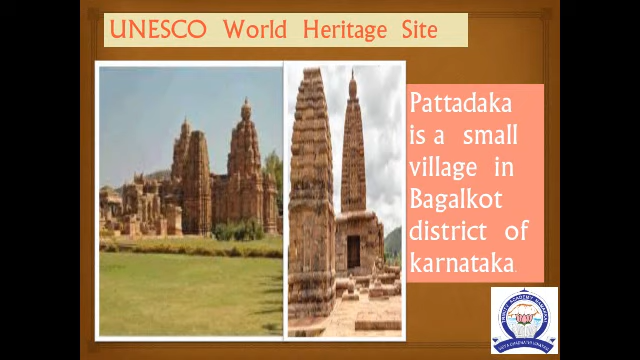 UNESCO World Heritage Site
Pattadaka
is a small
village in
Bagalkot
district of
karnataka